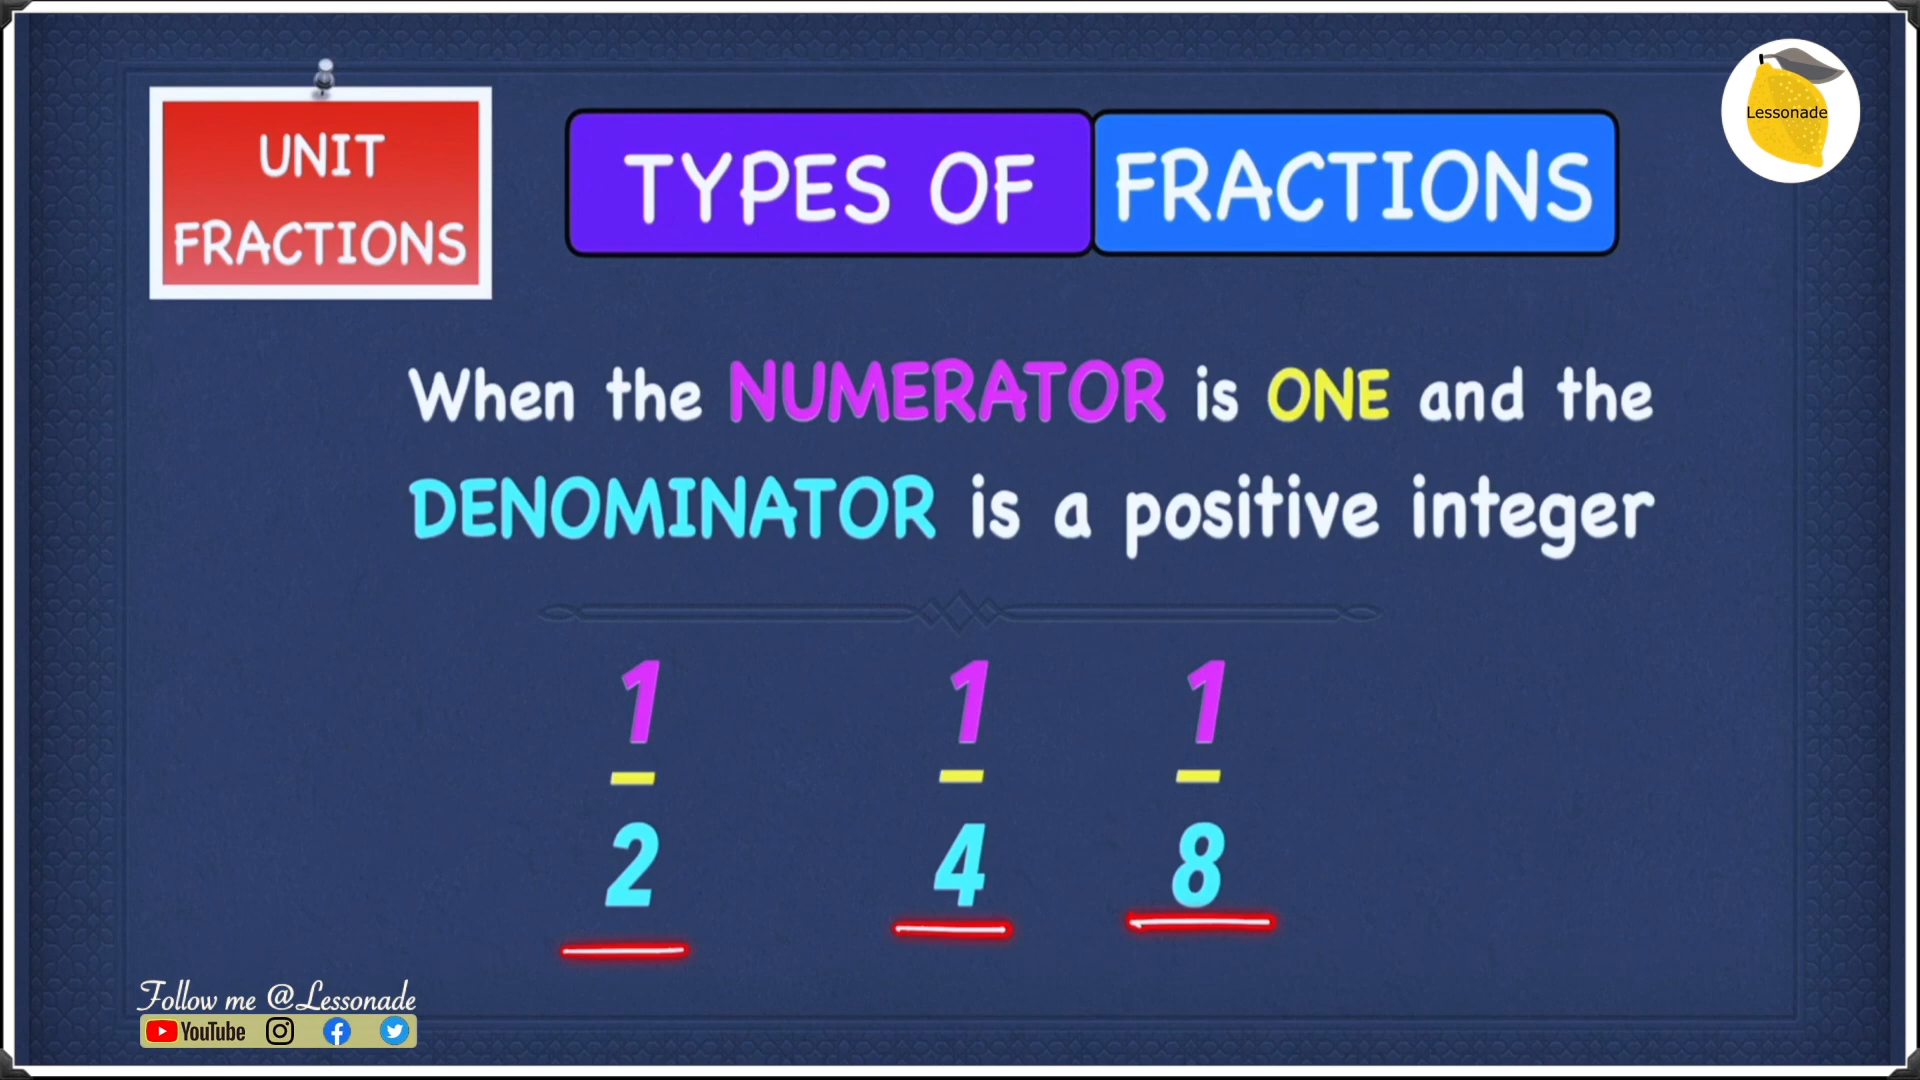 UNIT
FRACTIONS
TYPES OF FRACTIONS
Lessonade
When the NUMERATOR is ONE and the
DENOMINATOR is a positive integer
1 1 1
2 4 8
Follow me @Lessonade
YouTube